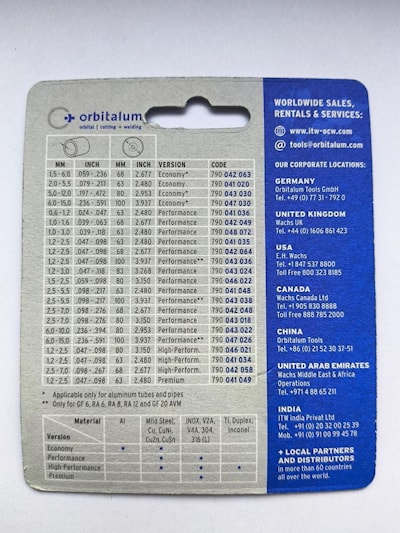 orbitalum
orbital | cutting + welding
MM INCH MM INCH VERSION CODE
1,5 - 6,0 .059 - .236 68 2.677 Economy* 790 042 063
2,0 - 5,5 .079 - .217 63 2.480 Economy 790 041 020
5,0 - 12,0 .197 - .472 80 2.953 Economy* 790 043 030
6,0 - 15,0 .236 - .591 100 3.937 Economy* 790 047 030
0,6 - 1,2 .024 - .047 63 2.480 Performance 790 041 036
1,0 - 1,6 .039 - .063 63 2.480 Performance 790 042 049
1,0 - 3,0 .039 - .118 63 2.480 Performance 790 048 072
1,2 - 2,5 .047 - .098 63 2.480 Performance 790 041 035
1,2 - 2,5 .047 - .098 68 2.677 Performance 790 042 064
1,2 - 2,5 .047 - .098 68 2.677 Performance 790 043 024
1,2 - 2,5 .047 - .098 100 3.937 Performance** 790 043 036
1,2 - 3,0 .047 - .118 83 3.268 Performance 790 043 024
1,5 - 2,5 .059 - .098 80 3.150 Performance 790 046 022
2,5 - 5,5 .098 - .217 63 2.480 Performance 790 041 048
2,5 - 5,5 .098 - .217 100 3.937 Performance** 790 043 038
2,5 - 7,0 .098 - .276 68 2.677 Performance 790 042 065
2,5 - 7,0 .098 - .276 80 3.150 Performance 790 043 018
6,0 - 10,0 .236 - .394 80 2.953 Performance 790 043 022
6,0 - 15,0 .236 - .591 100 3.937 Performance** 790 047 026
1,2 - 2,5 .047 - .098 80 3.150 High-Perform. 790 046 021
1,2 - 2,5 .047 - .098 63 2.480 High-Perform. 790 041 034
2,5 - 7,0 .098 - .276 68 2.677 High-Perform. 790 042 058
1,2 - 2,5 .047 - .098 63 2.480 Premium 790 041 049
* Applicable only for aluminum tubes and pipes
** Only for GF 6, RA 6, RA 8, RA 12 and GF 20 AVM
Material Al Mild Steel, Cu, CuNi, CuZn, CuSn INOX, V2A, V4A, 304, 316 (L) Ti, Duplex, Inconel
Version
Economy • •
Performance • •
High-Performance • • •
Premium •
WORLDWIDE SALES,
RENTALS & SERVICES:
www.itw-ocw.com
@ tools@orbitalum.com
OUR CORPORATE LOCATIONS:
GERMANY
Orbitalum Tools GmbH
Tel. +49 (0) 77 31 - 792 0
UNITED KINGDOM
Wachs UK
Tel. +44 (0) 1606 861 423
USA
E.H. Wachs
Tel. +1 847 537 8800
Toll Free 800 323 8185
CANADA
Wachs Canada Ltd
Tel. +1 905 830 8888
Toll Free 888 785 2000
CHINA
Orbitalum Tools
Tel. +86 (0) 21 52 30 37-51
UNITED ARAB EMIRATES
Wachs Middle East & Africa
Operations
Tel. +971 4 88 65 211
INDIA
ITW India Privat Ltd
Tel. +91 (0) 20 32 00 25 39
Mob. +91 (0) 91 00 99 45 78
+ LOCAL PARTNERS
AND DISTRIBUTORS
in more than 60 countries
all over the world.